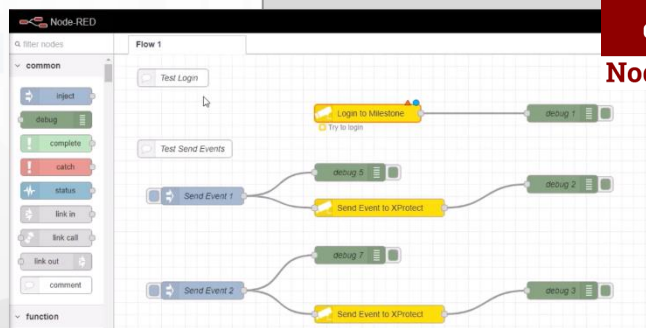 Node-RED
filter nodes
Flow 1
common
inject
debug
complete
catch
status
link in
link call
link out
comment
function
Test Login
Login to Milestone
Try to login
debug 1
Test Send Events
debug 5
Send Event 1
Send Event to XProtect
debug 2
debug 7
Send Event 2
Send Event to XProtect
debug 3